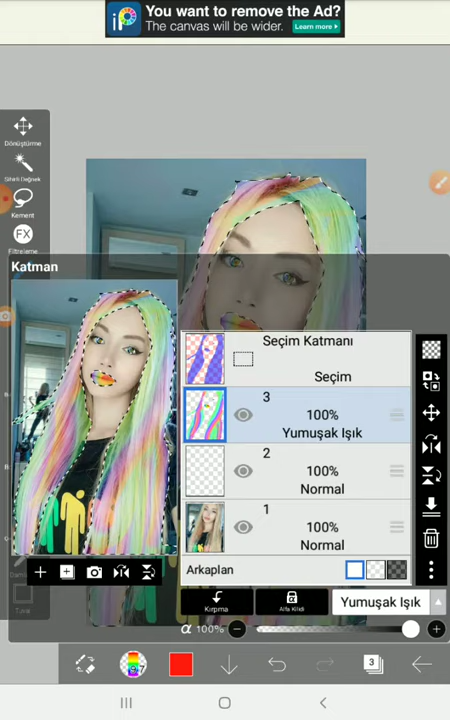 You want to remove the Ad?
The canvas will be wider.
Learn more
Dönüştürme
Sihirli Değnek
Kement
FX
Filtreleme
Katman
Seçim Katmanı
Seçim
3
100%
Yumuşak Işık
2
100%
Normal
1
100%
Normal
Arkaplan
Kırpma
Alfa Kilidi
Yumuşak Işık
α 100%
3